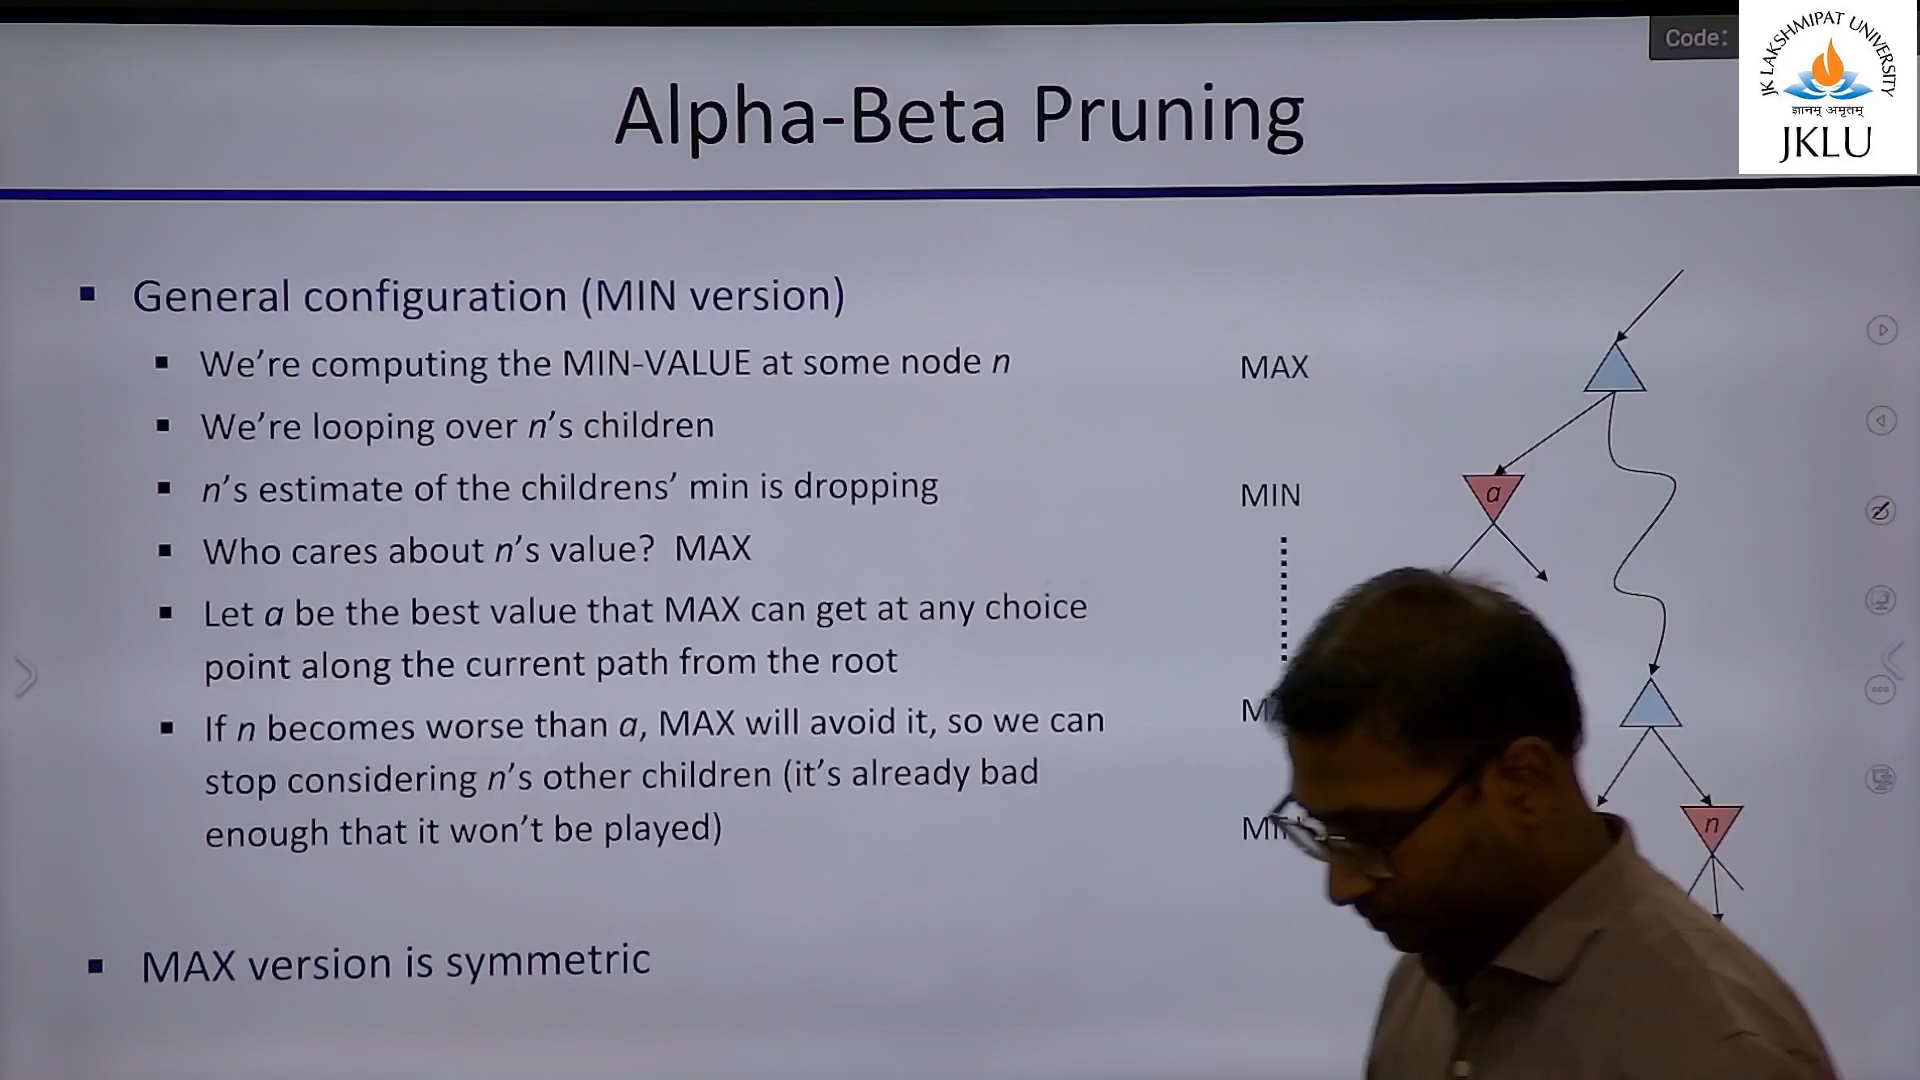 Code:
JK LAKSHMIPAT UNIVERSITY
ज्ञानम् अमृतम्
JKLU
Alpha-Beta Pruning
▪ General configuration (MIN version)
▪ We're computing the MIN-VALUE at some node n
▪ We're looping over n's children
▪ n's estimate of the childrens' min is dropping
▪ Who cares about n's value? MAX
▪ Let a be the best value that MAX can get at any choice
point along the current path from the root
▪ If n becomes worse than a, MAX will avoid it, so we can
stop considering n's other children (it's already bad
enough that it won't be played)
▪ MAX version is symmetric
MAX
MIN
a
n